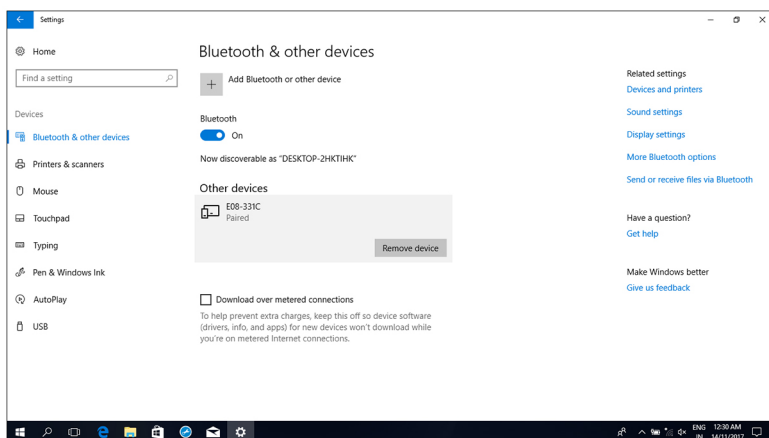 Settings
Home
Find a setting
Devices
Bluetooth & other devices
Printers & scanners
Mouse
Touchpad
Typing
Pen & Windows Ink
AutoPlay
USB
Bluetooth & other devices
Add Bluetooth or other device
Bluetooth
On
Now discoverable as "DESKTOP-2HKTIHK"
Other devices
E08-331C
Paired
Remove device
Download over metered connections
To help prevent extra charges, keep this off so device software
(drivers, info, and apps) for new devices won't download while
you're on metered Internet connections.
Related settings
Devices and printers
Sound settings
Display settings
More Bluetooth options
Send or receive files via Bluetooth
Have a question?
Get help
Make Windows better
Give us feedback
ENG 12:30 AM
IN 14/11/2017